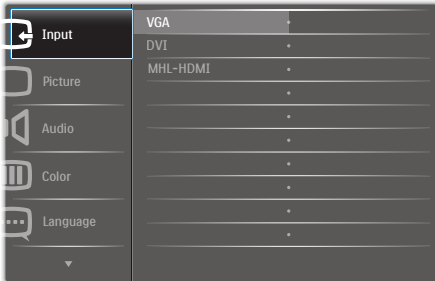 Input
Picture
Audio
Color
Language
VGA
DVI
MHL-HDMI